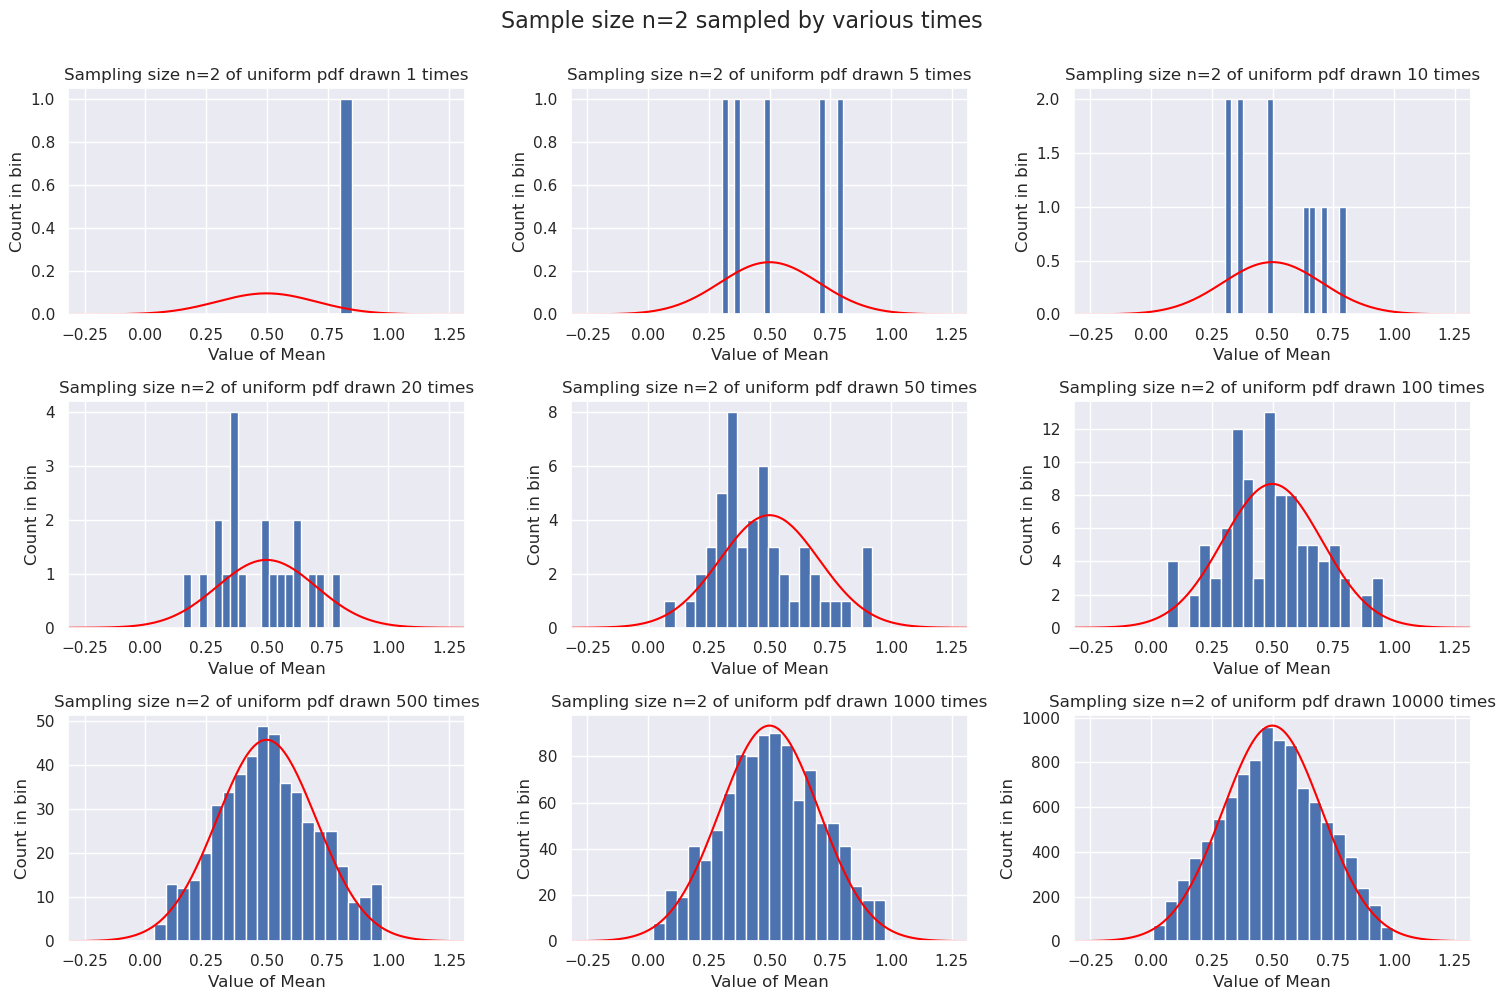 Sample size n=2 sampled by various times
Sampling size n=2 of uniform pdf drawn 1 times
Count in bin
1.0
0.8
0.6
0.4
0.2
0.0
−0.25 0.00 0.25 0.50 0.75 1.00 1.25
Value of Mean
Sampling size n=2 of uniform pdf drawn 5 times
Count in bin
1.0
0.8
0.6
0.4
0.2
0.0
−0.25 0.00 0.25 0.50 0.75 1.00 1.25
Value of Mean
Sampling size n=2 of uniform pdf drawn 10 times
Count in bin
2.0
1.5
1.0
0.5
0.0
−0.25 0.00 0.25 0.50 0.75 1.00 1.25
Value of Mean
Sampling size n=2 of uniform pdf drawn 20 times
Count in bin
4
3
2
1
0
−0.25 0.00 0.25 0.50 0.75 1.00 1.25
Value of Mean
Sampling size n=2 of uniform pdf drawn 50 times
Count in bin
8
6
4
2
0
−0.25 0.00 0.25 0.50 0.75 1.00 1.25
Value of Mean
Sampling size n=2 of uniform pdf drawn 100 times
Count in bin
12
10
8
6
4
2
0
−0.25 0.00 0.25 0.50 0.75 1.00 1.25
Value of Mean
Sampling size n=2 of uniform pdf drawn 500 times
Count in bin
50
40
30
20
10
0
−0.25 0.00 0.25 0.50 0.75 1.00 1.25
Value of Mean
Sampling size n=2 of uniform pdf drawn 1000 times
Count in bin
80
60
40
20
0
−0.25 0.00 0.25 0.50 0.75 1.00 1.25
Value of Mean
Sampling size n=2 of uniform pdf drawn 10000 times
Count in bin
1000
800
600
400
200
0
−0.25 0.00 0.25 0.50 0.75 1.00 1.25
Value of Mean